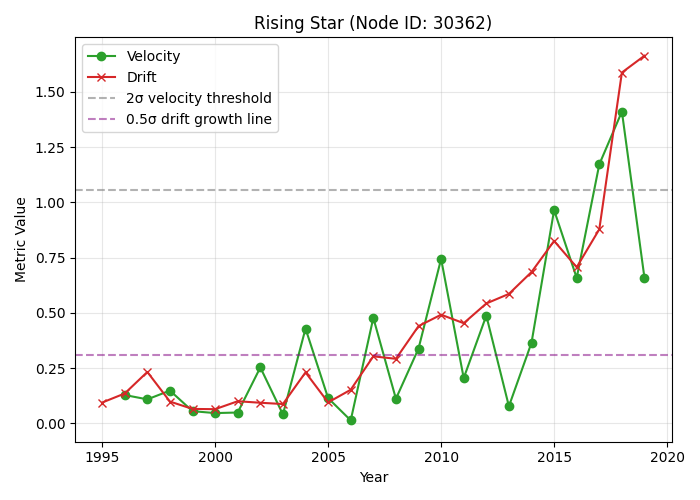 Rising Star (Node ID: 30362)
Velocity
Drift
2σ velocity threshold
0.5σ drift growth line
Metric Value
1.50
1.25
1.00
0.75
0.50
0.25
0.00
1995 2000 2005 2010 2015 2020
Year